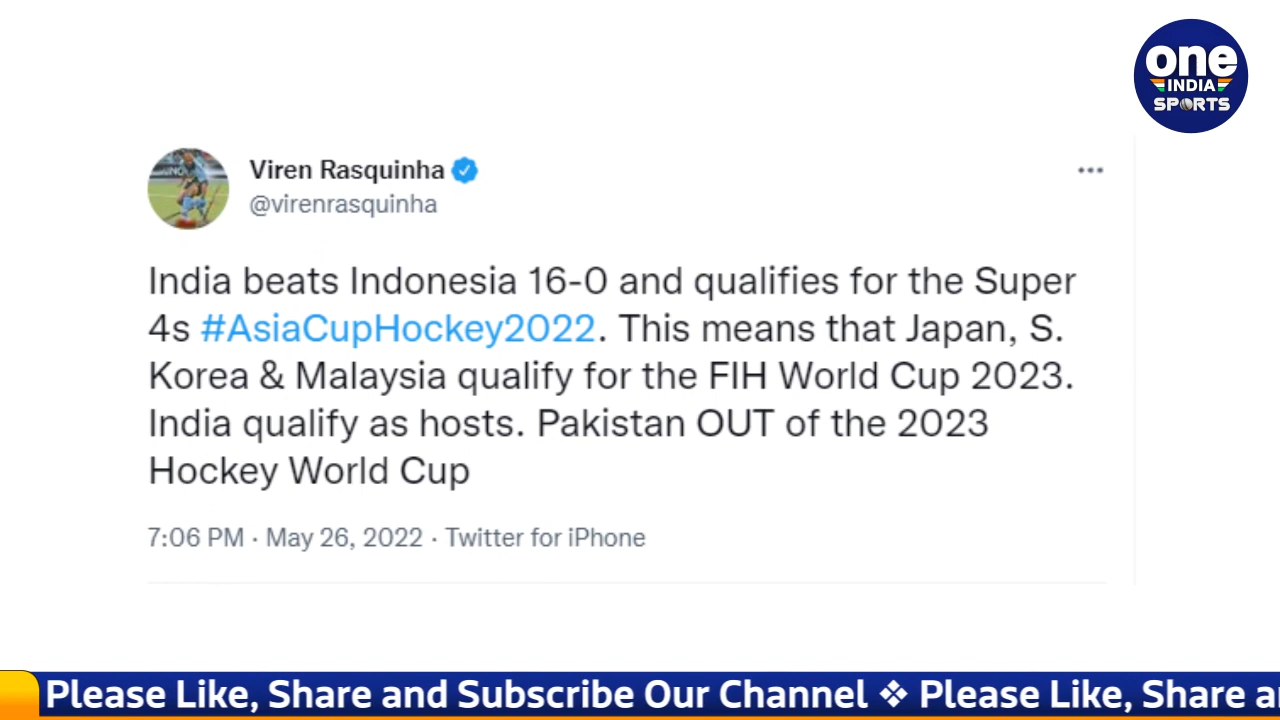 one
INDIA
SPORTS
Viren Rasquinha
@virenrasquinha
India beats Indonesia 16-0 and qualifies for the Super
4s #AsiaCupHockey2022. This means that Japan, S.
Korea & Malaysia qualify for the FIH World Cup 2023.
India qualify as hosts. Pakistan OUT of the 2023
Hockey World Cup
7:06 PM · May 26, 2022 · Twitter for iPhone
Please Like, Share and Subscribe Our Channel ❖ Please Like, Share a